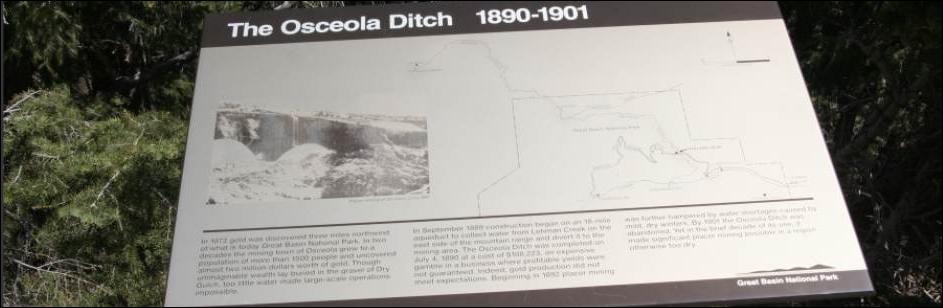 The Osceola Ditch 1890-1901
Great Basin National Park
In 1872 gold was discovered three miles northwest
of what is today Great Basin National Park. In two
decades the mining town of Osceola grew to a
population of more than 1500 people and uncovered
almost two million dollars worth of gold. Though
unimaginable wealth lay buried in the gravel of Dry
Gulch, too little water made large-scale operations
impossible.
In September 1889 construction began on an 18-mile
aqueduct to collect water from Lehman Creek on the
east side of the mountain range and divert it to the
mining area. The Osceola Ditch was completed on
July 4, 1890 at a cost of $108,223, an expensive
gamble in a business where profitable yields were
not guaranteed. Indeed, gold production did not
meet expectations. Beginning in 1892 placer mining
was further hampered by water shortages caused by
mild, dry winters. By 1901 the Osceola Ditch was
abandoned. Yet in the brief decade of its use, it
made significant placer mining possible in a region
otherwise too dry.
Great Basin National Park